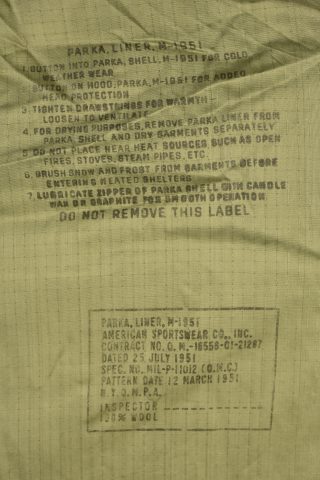 PARKA, LINER, M-1951
1. BUTTON INTO PARKA, SHELL, M-1951 FOR COLD
WEATHER WEAR
2. BUTTON ON HOOD, PARKA, M-1951 FOR ADDED
HEAD PROTECTION
3. TIGHTEN DRAWSTRINGS FOR WARMTH –
LOOSEN TO VENTILATE
4. FOR DRYING PURPOSES, REMOVE PARKA LINER FROM
PARKA SHELL AND DRY GARMENTS SEPARATELY
5. DO NOT PLACE NEAR HEAT SOURCES SUCH AS OPEN
FIRES, STOVES, STEAM PIPES, ETC.
6. BRUSH SNOW AND FROST FROM GARMENTS BEFORE
ENTERING HEATED SHELTERS
7. LUBRICATE ZIPPER OF PARKA SHELL WITH CANDLE
WAX OR GRAPHITE FOR SMOOTH OPERATION
DO NOT REMOVE THIS LABEL
PARKA, LINER, M-1951
AMERICAN SPORTSWEAR CO., INC.
CONTRACT NO. Q.M.-16556-OI-21287
DATED 25 JULY 1951
SPEC. NO. MIL-P-11012 (Q.M.C.)
PATTERN DATE 12 MARCH 1951
N.Y.Q.M.P.A.
INSPECTOR
100% WOOL